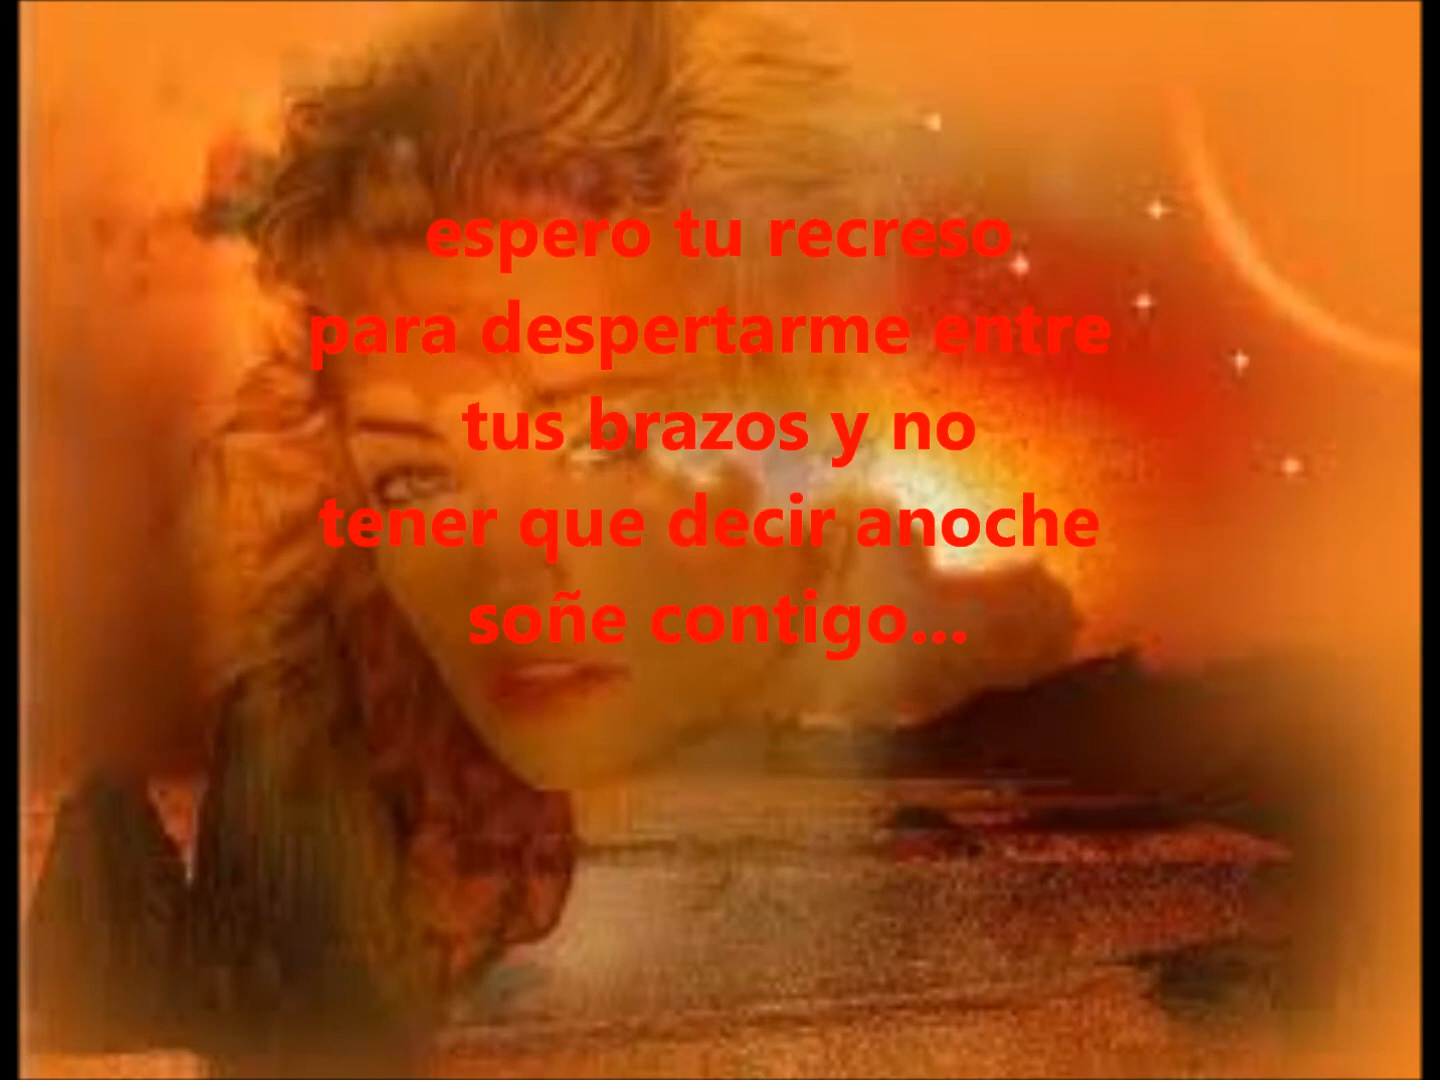 espero tu recreso
para despertarme entre
tus brazos y no
tener que decir anoche
soñe contigo...